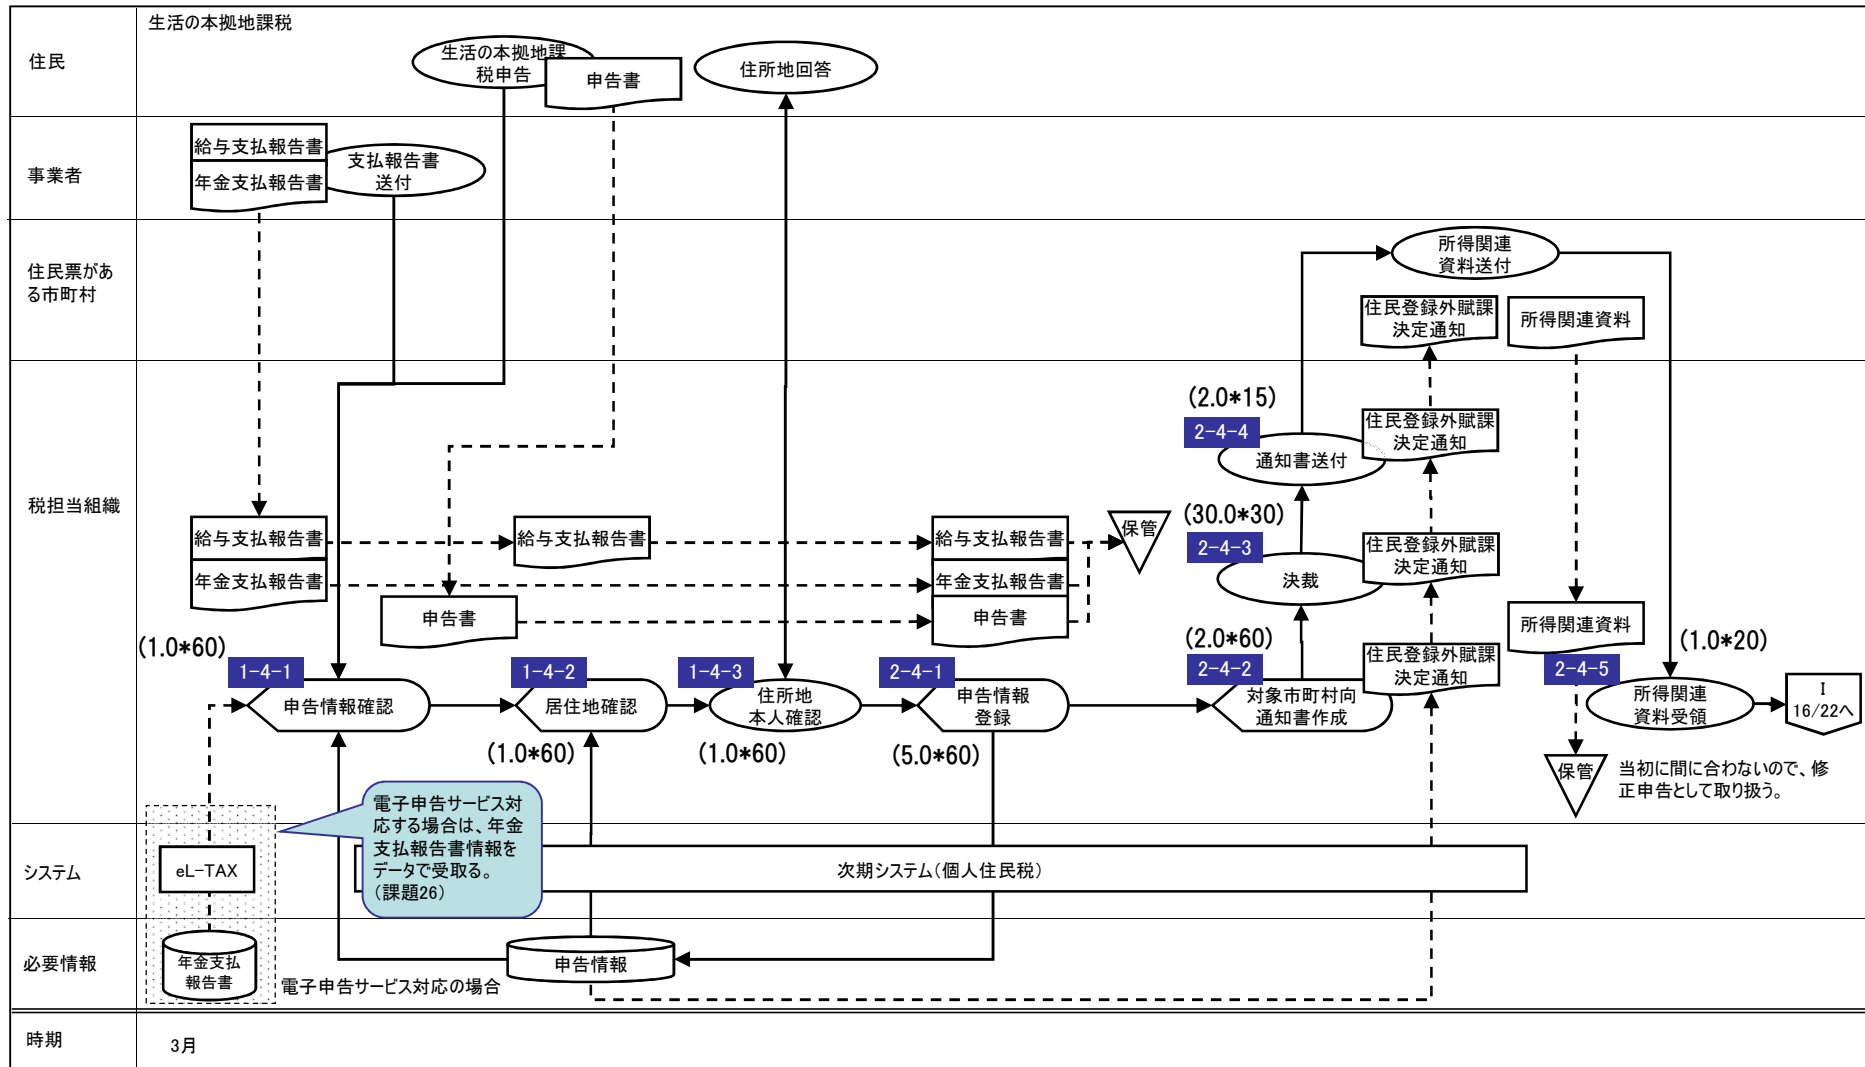 生活の本拠地課税
住民
生活の本拠地課
税申告
申告書
住所地回答
事業者
給与支払報告書
年金支払報告書
支払報告書
送付
住民票があ
る市町村
所得関連
資料送付
住民登録外賦課
決定通知
所得関連資料
税担当組織
(2.0*15)
2-4-4
通知書送付
住民登録外賦課
決定通知
(30.0*30)
2-4-3
決裁
住民登録外賦課
決定通知
給与支払報告書
年金支払報告書
給与支払報告書
申告書
給与支払報告書
年金支払報告書
申告書
保管
所得関連資料
(1.0*60)
1-4-1
申告情報確認
1-4-2
居住地確認
(1.0*60)
1-4-3
住所地
本人確認
(1.0*60)
2-4-1
申告情報
登録
(5.0*60)
(2.0*60)
2-4-2
対象市町村向
通知書作成
住民登録外賦課
決定通知
2-4-5
(1.0*20)
所得関連
資料受領
I
16/22へ
保管
当初に間に合わないので、修
正申告として取り扱う。
電子申告サービス対
応する場合は、年金
支払報告書情報を
データで受取る。
(課題26)
システム
eL-TAX
次期システム(個人住民税)
必要情報
年金支払
報告書
電子申告サービス対応の場合
申告情報
時期
3月